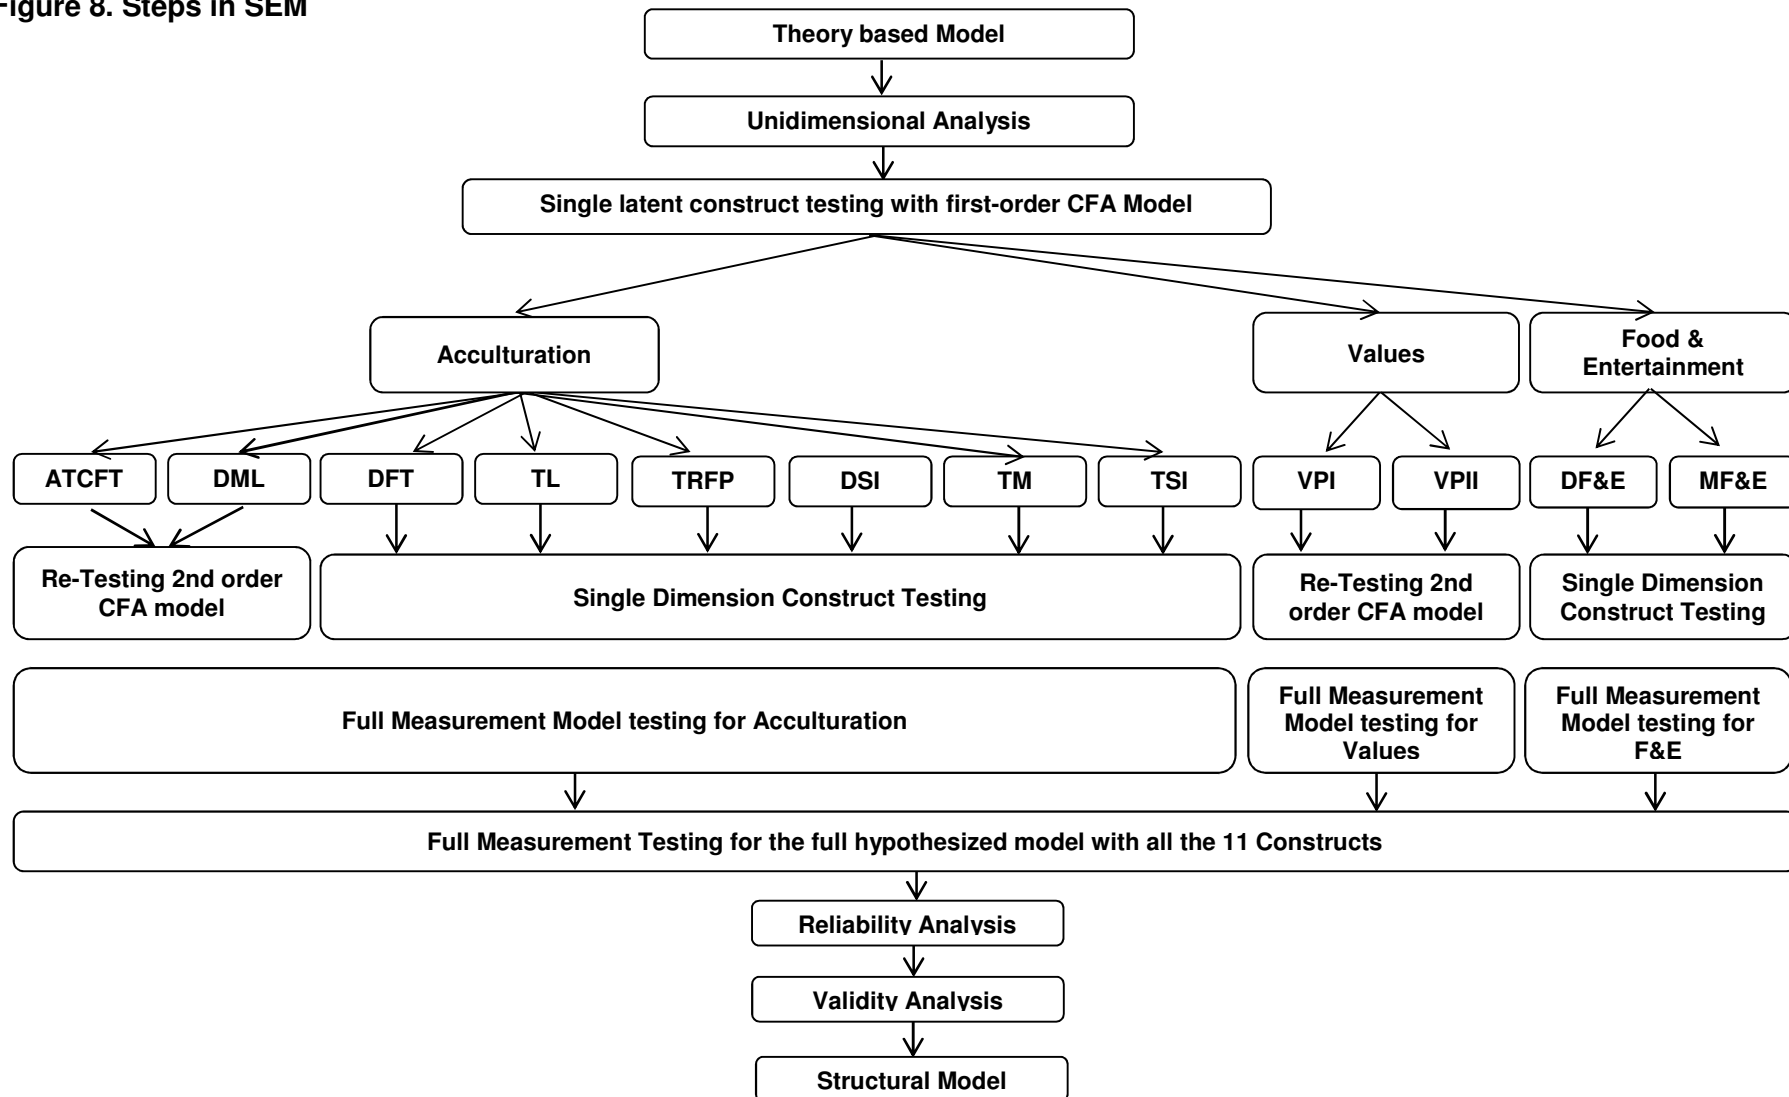 Figure 8. Steps in SEM
Theory based Model
Unidimensional Analysis
Single latent construct testing with first-order CFA Model
Acculturation
Values
Food &
Entertainment
ATCFT
DML
DFT
TL
TRFP
DSI
TM
TSI
VPI
VPII
DF&E
MF&E
Re-Testing 2nd order
CFA model
Single Dimension Construct Testing
Re-Testing 2nd
order CFA model
Single Dimension
Construct Testing
Full Measurement Model testing for Acculturation
Full Measurement
Model testing for
Values
Full Measurement
Model testing for
F&E
Full Measurement Testing for the full hypothesized model with all the 11 Constructs
Reliability Analysis
Validity Analysis
Structural Model